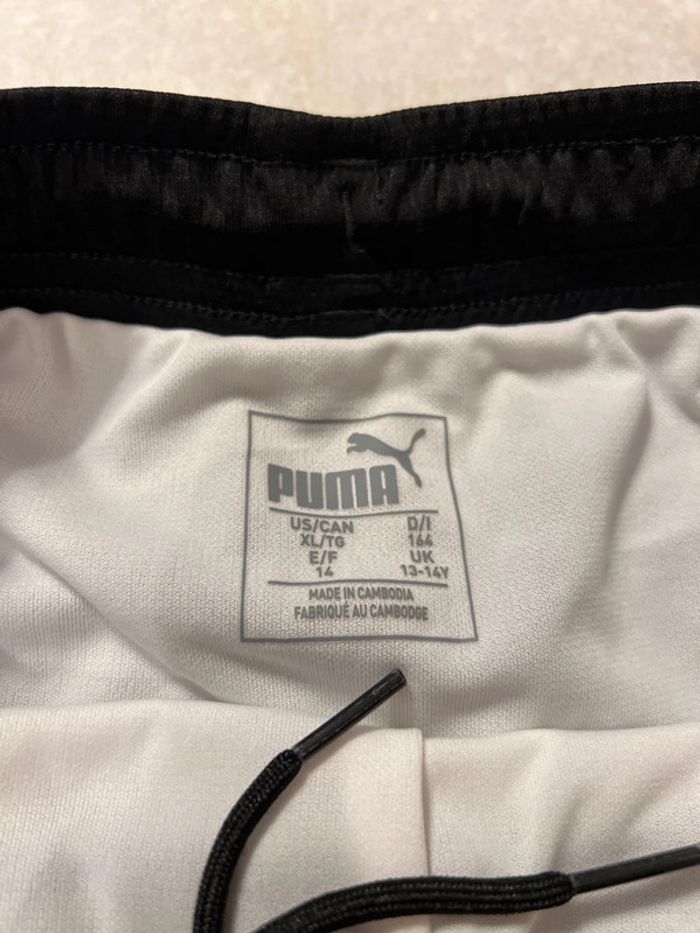 PUMA
US/CAN D/I
XL/TG 164
E/F UK
14 13-14Y
MADE IN CAMBODIA
FABRIQUÉ AU CAMBODGE